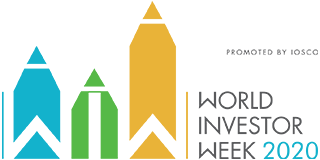 PROMOTED BY IOSCO
WORLD
INVESTOR
WEEK 2020